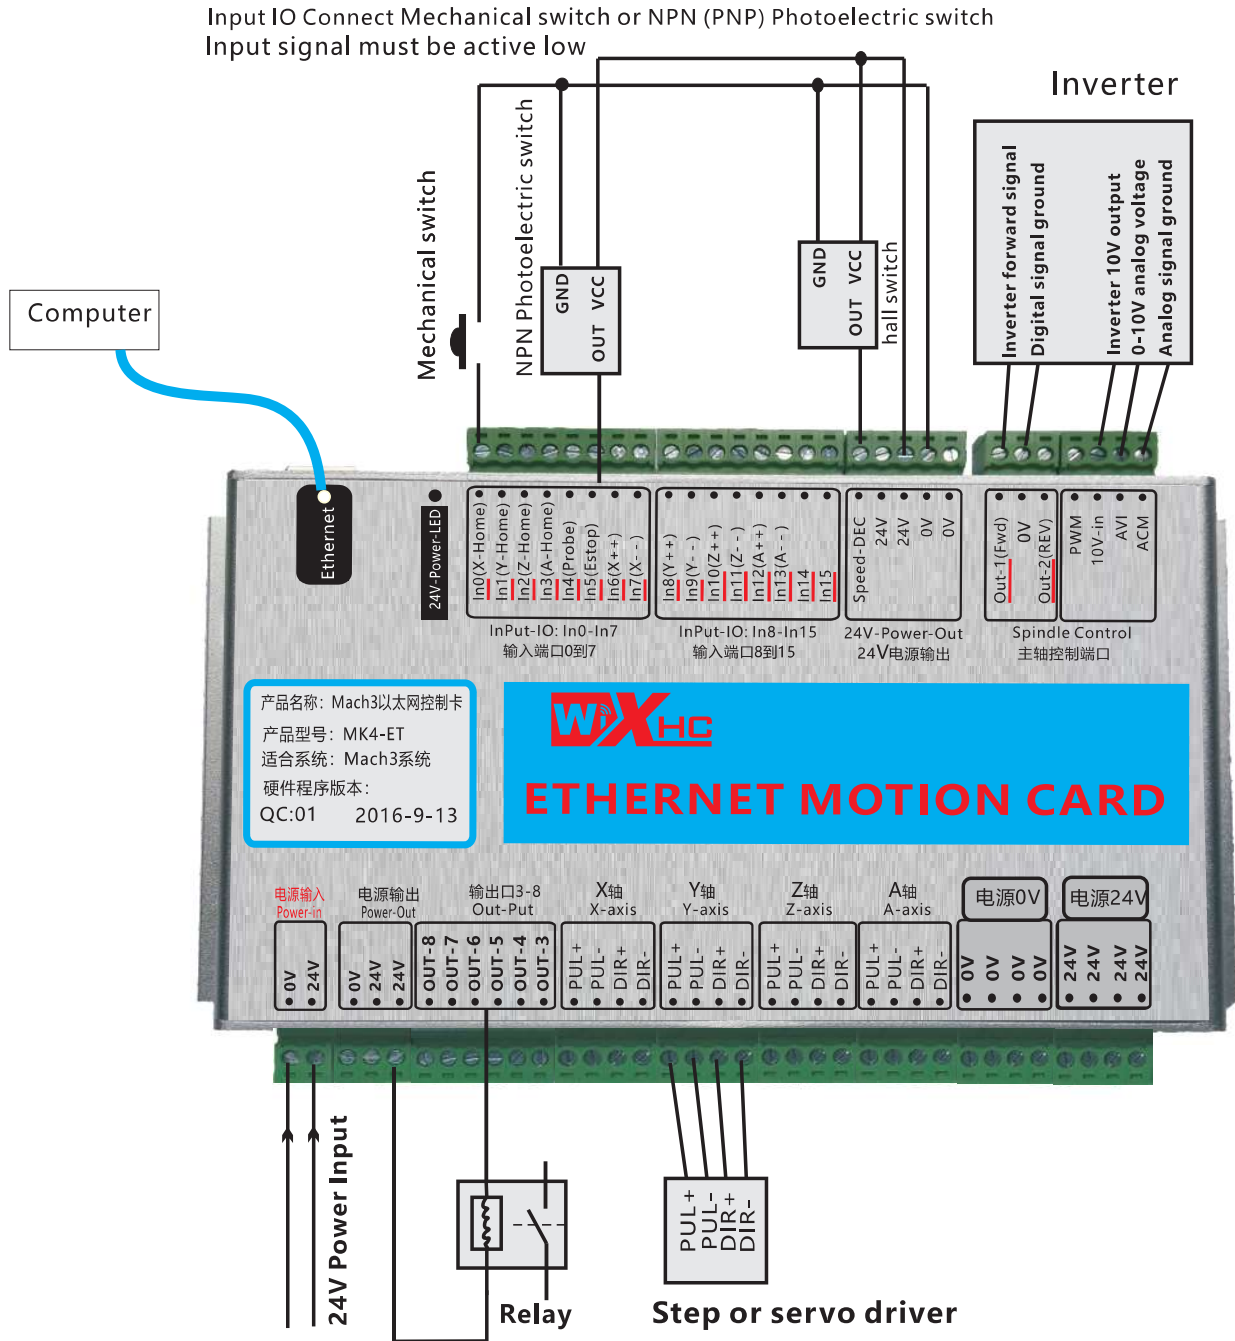 Input IO Connect Mechanical switch or NPN (PNP) Photoelectric switch
Input signal must be active low
Inverter
Computer
Mechanical switch
NPN Photoelectric switch
GND
OUT VCC
GND
OUT VCC
hall switch
Inverter forward signal
Digital signal ground
Inverter 10V output
0-10V analog voltage
Analog signal ground
Ethernet
24V-Power-LED
In0(X-Home)
In1(Y-Home)
In2(Z-Home)
In3(A-Home)
In4(Probe)
In5(Estop)
In6(X++)
In7(X--)
In8(Y++)
In9(Y--)
In10(Z++)
In11(Z--)
In12(A++)
In13(A--)
In14
In15
Speed-DEC
24V
24V
0V
0V
Out-1(Fwd)
0V
Out-2(REV)
PWM
10V-in
AVI
ACM
InPut-IO: In0-In7
输入端口0到7
InPut-IO: In8-In15
输入端口8到15
24V-Power-Out
24V电源输出
Spindle Control
主轴控制端口
产品名称：Mach3以太网控制卡
产品型号：MK4-ET
适合系统：Mach3系统
硬件程序版本：
QC:01 2016-9-13
WiXHC
ETHERNET MOTION CARD
电源输入
Power-in
电源输出
Power-Out
输出口3-8
Out-Put
X轴
X-axis
Y轴
Y-axis
Z轴
Z-axis
A轴
A-axis
电源0V
电源24V
0V
24V
0V
24V
24V
OUT-8
OUT-7
OUT-6
OUT-5
OUT-4
OUT-3
PUL+
PUL-
DIR+
DIR-
PUL+
PUL-
DIR+
DIR-
PUL+
PUL-
DIR+
DIR-
PUL+
PUL-
DIR+
DIR-
0V
0V
0V
0V
24V
24V
24V
24V
24V Power Input
PUL+
PUL-
DIR+
DIR-
Relay
Step or servo driver